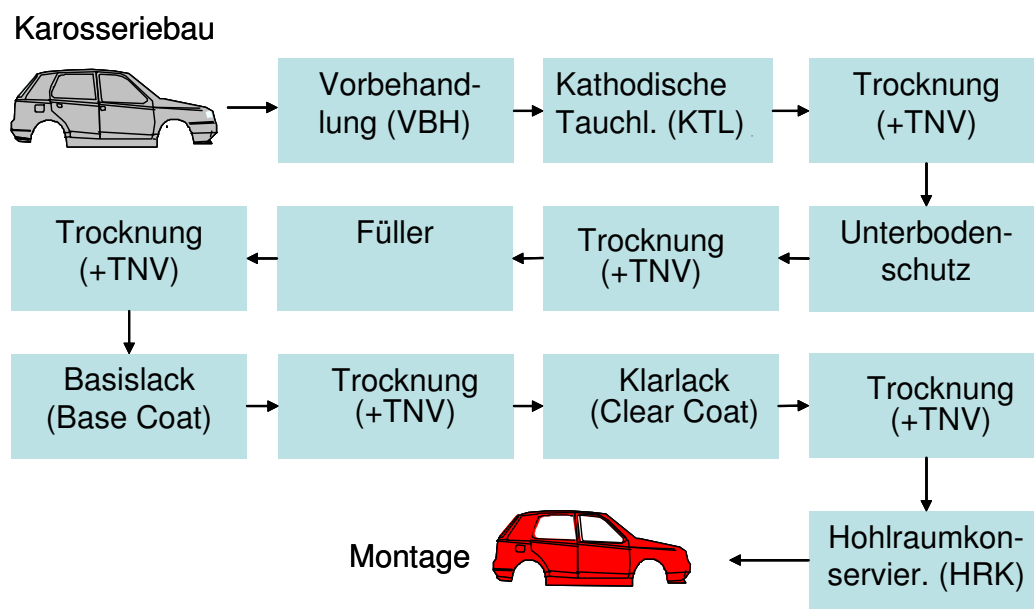 Karosseriebau
Vorbehand-
lung (VBH)
Kathodische
Tauchl. (KTL)
Trocknung
(+TNV)
Unterboden-
schutz
Trocknung
(+TNV)
Füller
Trocknung
(+TNV)
Basislack
(Base Coat)
Trocknung
(+TNV)
Klarlack
(Clear Coat)
Trocknung
(+TNV)
Hohlraumkon-
servier. (HRK)
Montage